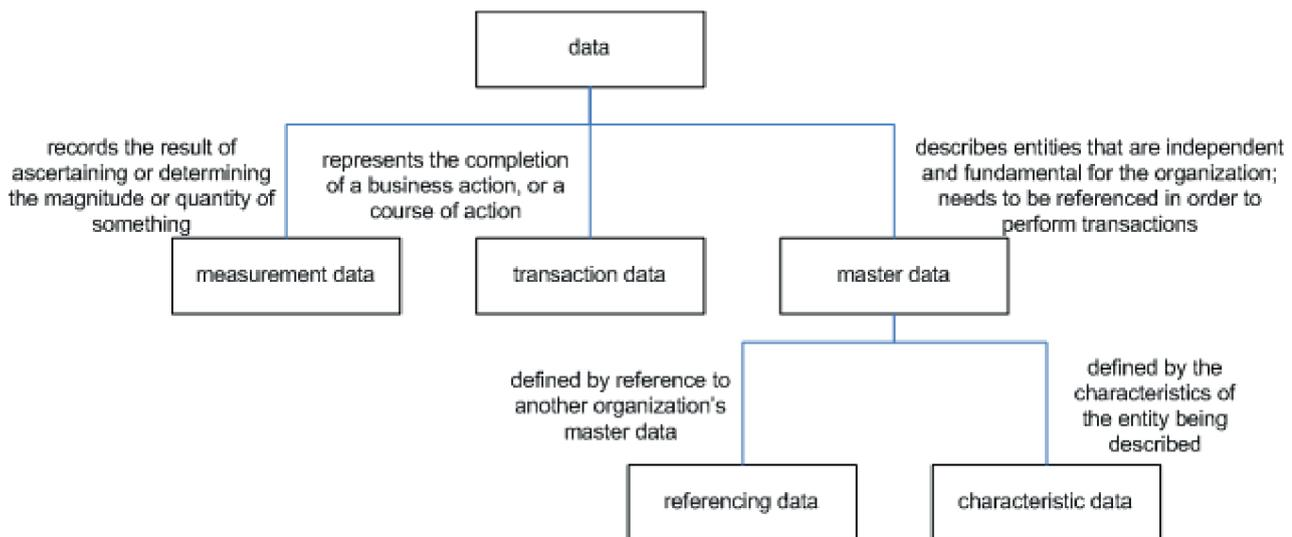 data
records the result of
ascertaining or determining
the magnitude or quantity of
something
represents the completion
of a business action, or a
course of action
describes entities that are independent
and fundamental for the organization;
needs to be referenced in order to
perform transactions
measurement data
transaction data
master data
defined by reference to
another organization's
master data
defined by the
characteristics of
the entity being
described
referencing data
characteristic data